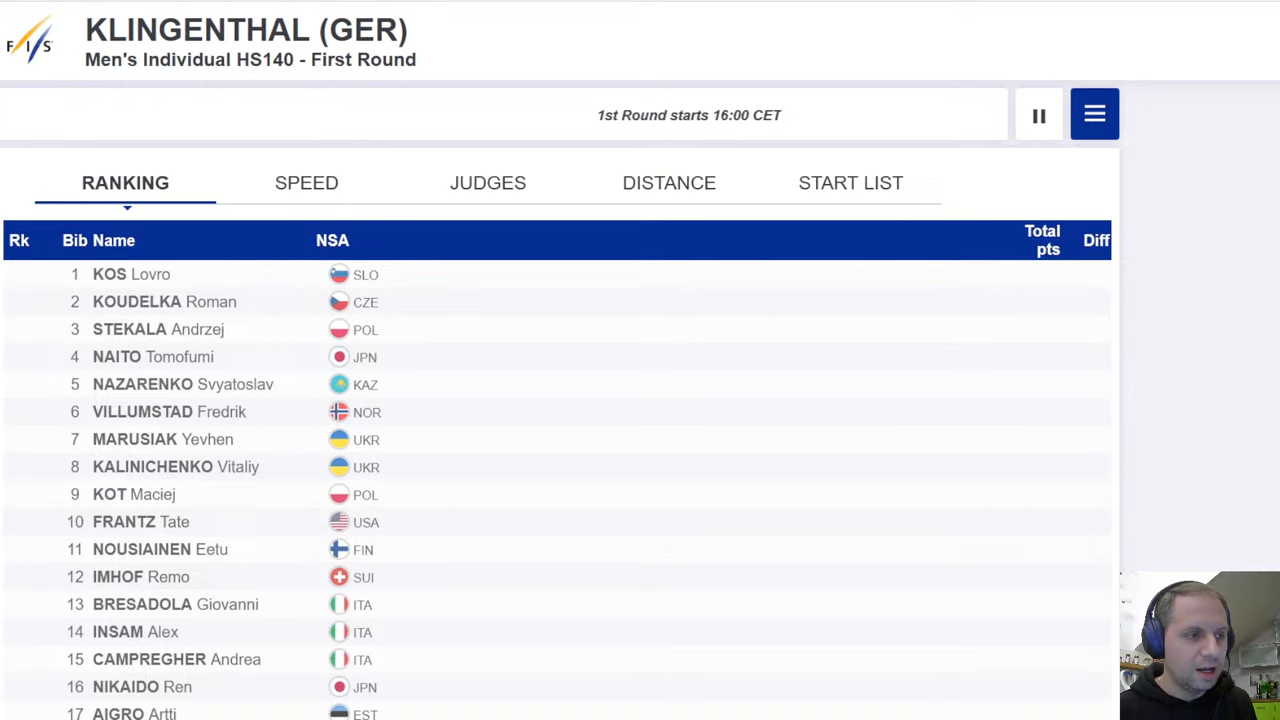 FIS
KLINGENTHAL (GER)
Men's Individual HS140 - First Round
1st Round starts 16:00 CET
RANKING SPEED JUDGES DISTANCE START LIST
Rk Bib Name NSA Total pts Diff
1 KOS Lovro SLO
2 KOUDELKA Roman CZE
3 STEKALA Andrzej POL
4 NAITO Tomofumi JPN
5 NAZARENKO Svyatoslav KAZ
6 VILLUMSTAD Fredrik NOR
7 MARUSIAK Yevhen UKR
8 KALINICHENKO Vitaliy UKR
9 KOT Maciej POL
10 FRANTZ Tate USA
11 NOUSIAINEN Eetu FIN
12 IMHOF Remo SUI
13 BRESADOLA Giovanni ITA
14 INSAM Alex ITA
15 CAMPREGHER Andrea ITA
16 NIKAIDO Ren JPN
17 AIGRO Artti EST